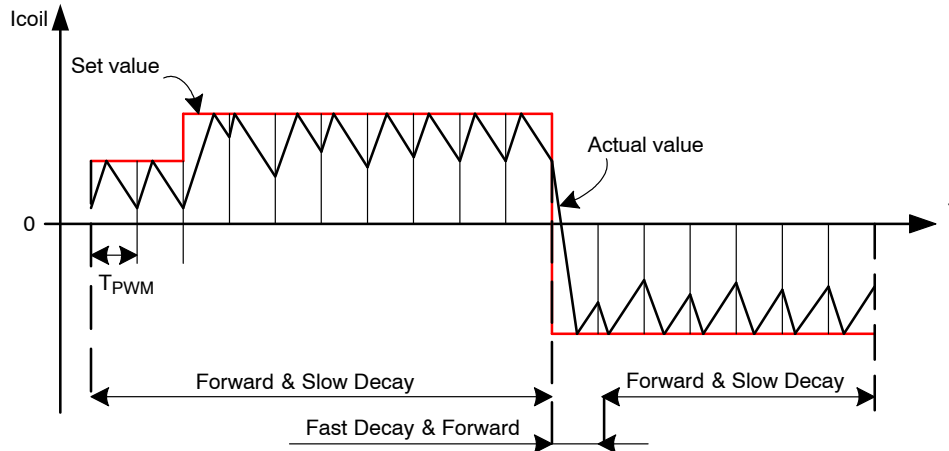 Icoil
Set value
Actual value
0
TPWM
Forward & Slow Decay
Forward & Slow Decay
Fast Decay & Forward